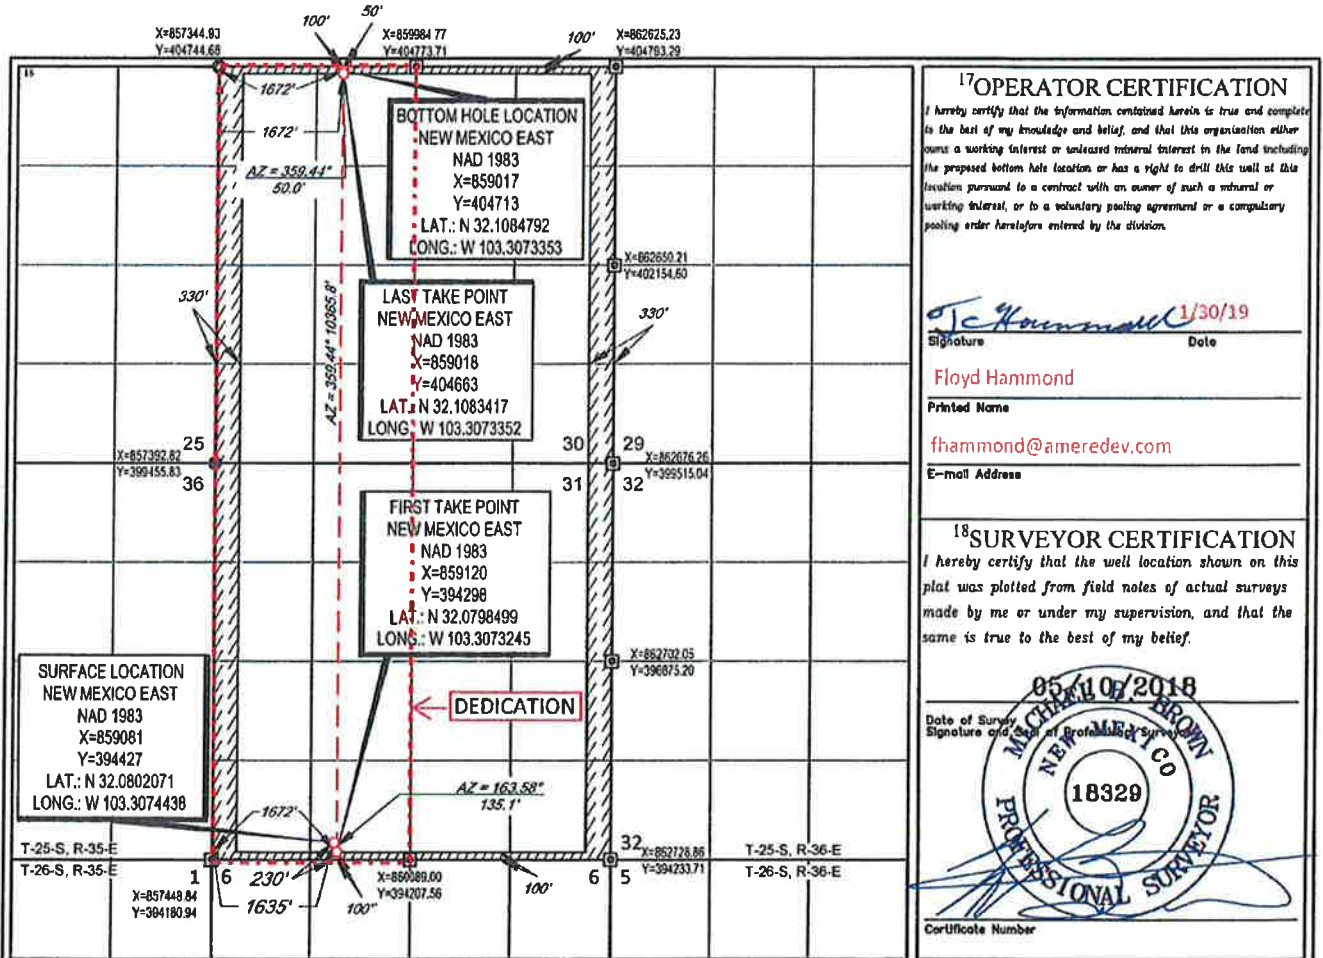 100'
50'
X=857344.93
Y=404744.68
X=859984.77
Y=404773.71
100'
X=862625.23
Y=404793.29
16
1672'
1672'
AZ = 359.44°
50.0'
BOTTOM HOLE LOCATION
NEW MEXICO EAST
NAD 1983
X=859017
Y=404713
LAT.: N 32.1084792
LONG.: W 103.3073353
X=862650.21
Y=402154.60
330'
330'
AZ = 359.44° 10365.8'
LAST TAKE POINT
NEW MEXICO EAST
NAD 1983
X=859018
Y=404663
LAT.: N 32.1083417
LONG.: W 103.3073352
25
30
29
X=857392.82
Y=399455.83
X=862676.26
Y=399515.04
36
31
32
FIRST TAKE POINT
NEW MEXICO EAST
NAD 1983
X=859120
Y=394298
LAT.: N 32.0798499
LONG.: W 103.3073245
X=862702.05
Y=396875.20
SURFACE LOCATION
NEW MEXICO EAST
NAD 1983
X=859081
Y=394427
LAT.: N 32.0802071
LONG.: W 103.3074438
DEDICATION
AZ = 163.58°
135.1'
1672'
T-25-S, R-35-E
T-26-S, R-35-E
32
X=862728.86
Y=394233.71
T-25-S, R-36-E
T-26-S, R-36-E
1
6
230'
6
5
X=857448.84
Y=394180.94
1635'
100'
X=860089.00
Y=394207.56
100'
17OPERATOR CERTIFICATION
I hereby certify that the information contained herein is true and complete
to the best of my knowledge and belief, and that this organization either
owns a working interest or unleased mineral interest in the land including
the proposed bottom hole location or has a right to drill this well at this
location pursuant to a contract with an owner of such a mineral or
working interest, or to a voluntary pooling agreement or a compulsory
pooling order heretofore entered by the division.
1/30/19
Signature
Date
Floyd Hammond
Printed Name
fhammond@ameredev.com
E-mail Address
18SURVEYOR CERTIFICATION
I hereby certify that the well location shown on this
plat was plotted from field notes of actual surveys
made by me or under my supervision, and that the
same is true to the best of my belief.
05/10/2018
Date of Survey
Signature and Seal of Professional Surveyor
MICHAEL B. BROWN
NEW MEXICO
18329
PROFESSIONAL SURVEYOR
Certificate Number